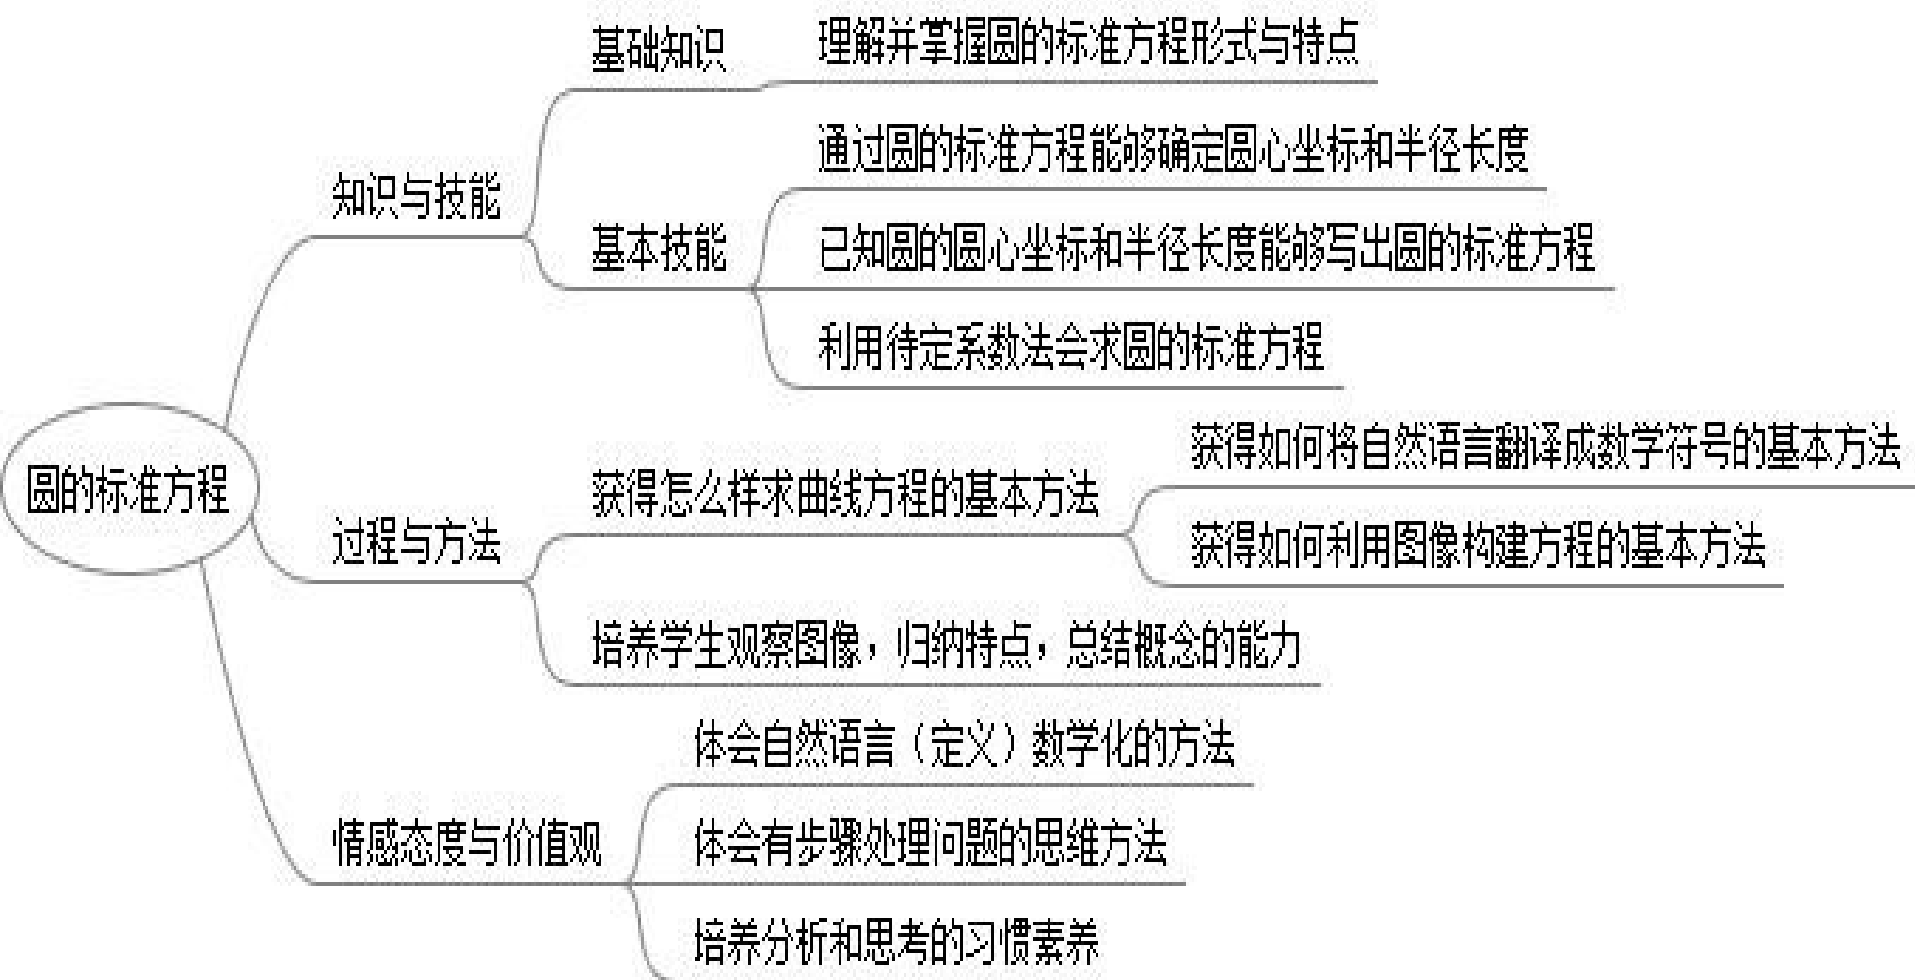 圆的标准方程
知识与技能
基础知识
理解并掌握圆的标准方程形式与特点
基本技能
通过圆的标准方程能够确定圆心坐标和半径长度
已知圆的圆心坐标和半径长度能够写出圆的标准方程
利用待定系数法会求圆的标准方程
过程与方法
获得怎么样求曲线方程的基本方法
获得如何将自然语言翻译成数学符号的基本方法
获得如何利用图像构建方程的基本方法
培养学生观察图像，归纳特点，总结概念的能力
情感态度与价值观
体会自然语言（定义）数学化的方法
体会有步骤处理问题的思维方法
培养分析和思考的习惯素养